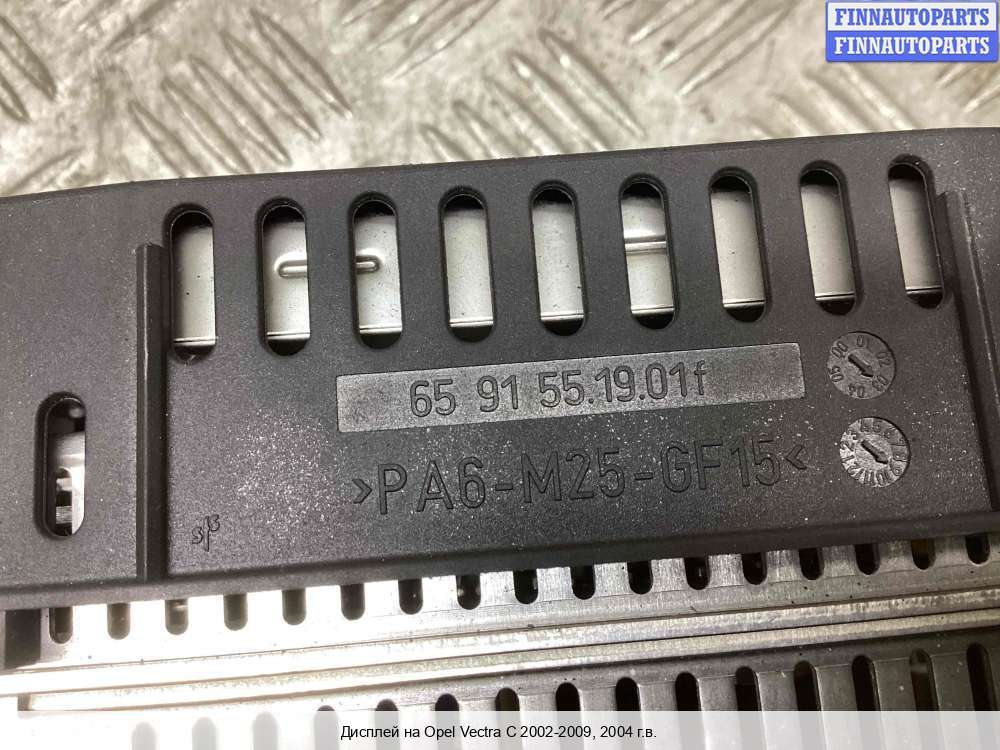 FINNAUTOPARTS
FINNAUTOPARTS
65 91 55.19.01f
>PA6-M25-GF15<
Дисплей на Opel Vectra C 2002-2009, 2004 г.в.